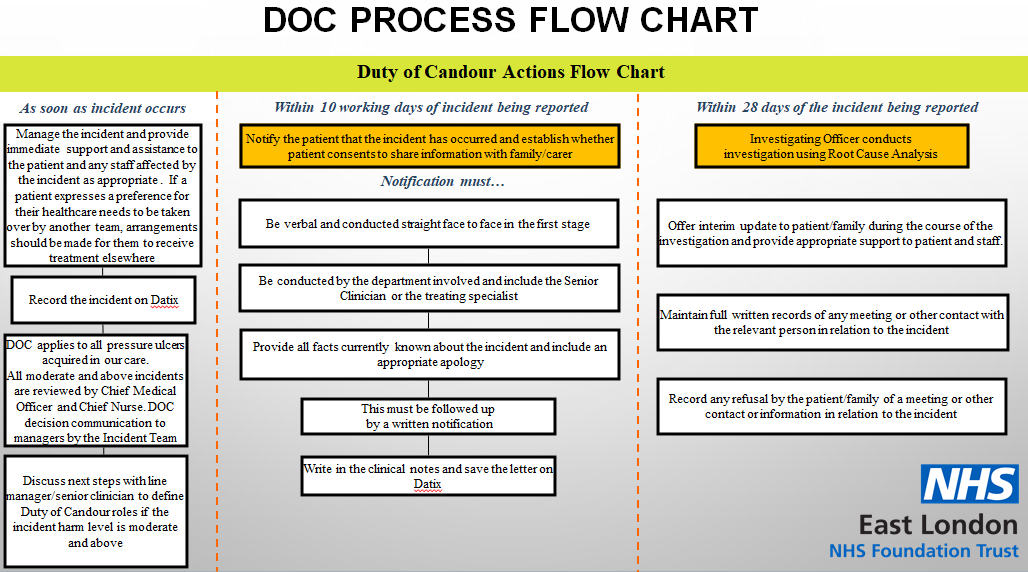 DOC PROCESS FLOW CHART
Duty of Candour Actions Flow Chart
As soon as incident occurs
Manage the incident and provide
immediate support and assistance to
the patient and any staff affected by
the incident as appropriate . If a
patient expresses a preference for
their healthcare needs to be taken
over by another team, arrangements
should be made for them to receive
treatment elsewhere
Record the incident on Datix
DOC applies to all pressure ulcers
acquired in our care.
All moderate and above incidents
are reviewed by Chief Medical
Officer and Chief Nurse. DOC
decision communication to
managers by the Incident Team
Discuss next steps with line
manager/senior clinician to define
Duty of Candour roles if the
incident harm level is moderate
and above
Within 10 working days of incident being reported
Notify the patient that the incident has occurred and establish whether
patient consents to share information with family/carer
Notification must…
Be verbal and conducted straight face to face in the first stage
Be conducted by the department involved and include the Senior
Clinician or the treating specialist
Provide all facts currently known about the incident and include an
appropriate apology
This must be followed up
by a written notification
Write in the clinical notes and save the letter on
Datix
Within 28 days of the incident being reported
Investigating Officer conducts
investigation using Root Cause Analysis
Offer interim update to patient/family during the course of the
investigation and provide appropriate support to patient and staff.
Maintain full written records of any meeting or other contact with
the relevant person in relation to the incident
Record any refusal by the patient/family of a meeting or other
contact or information in relation to the incident
NHS
East London
NHS Foundation Trust